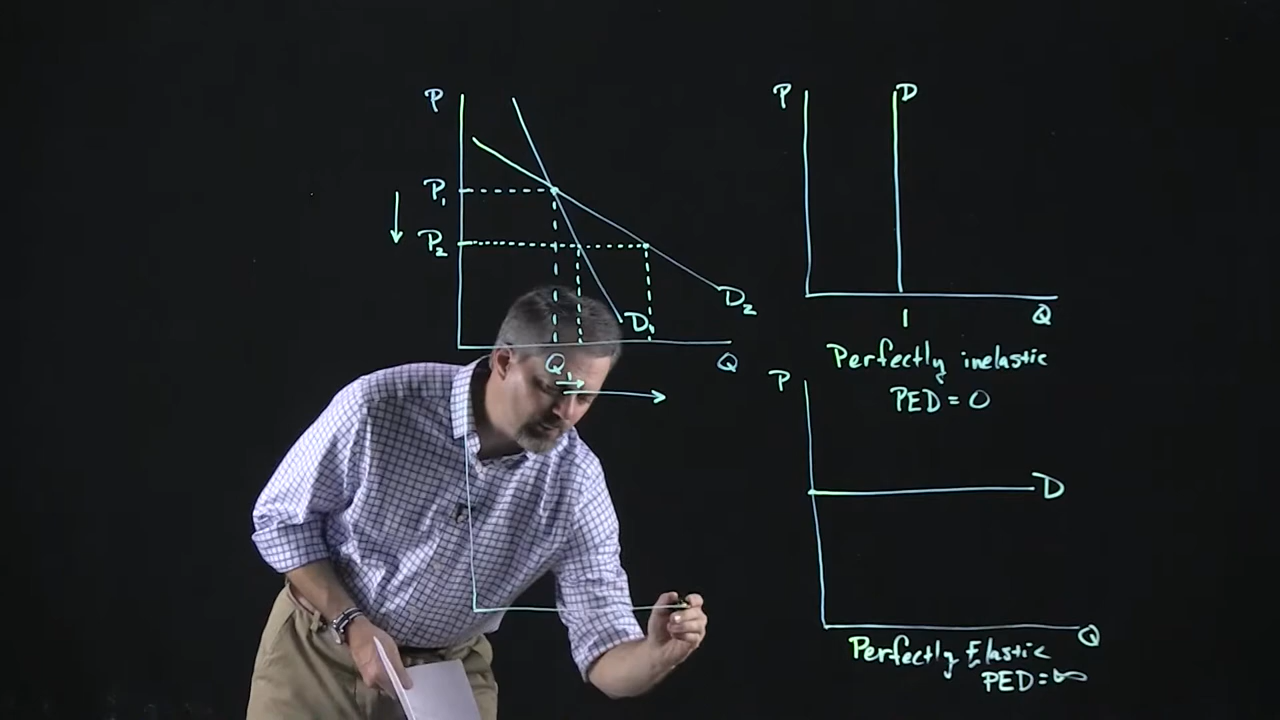 P
P₁
P₂
D₂
D₁
Q
Q₁
P
D
1
Q
Perfectly inelastic
PED = 0
P
D
Q
Perfectly Elastic
PED = ∞